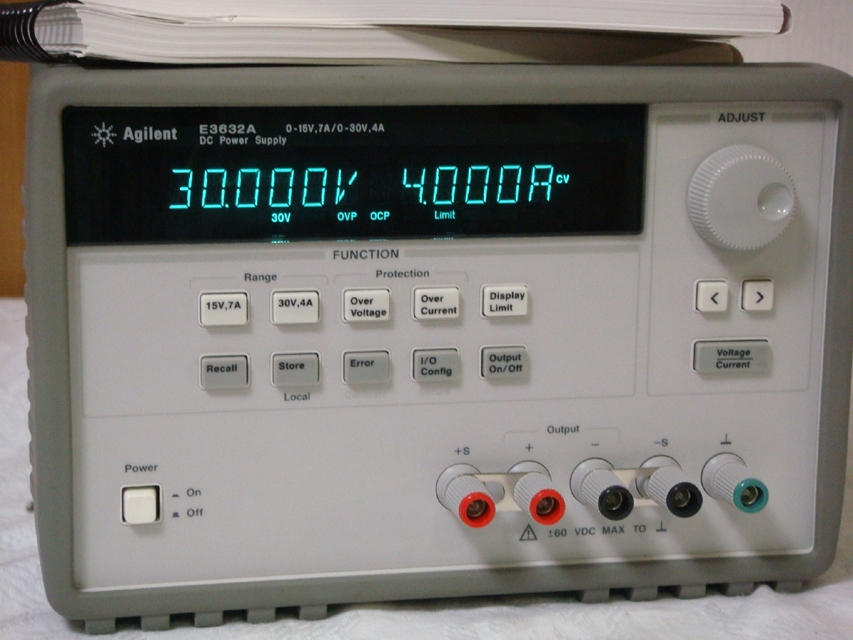 Agilent E3632A 0-15V,7A/0-30V,4A
DC Power Supply
30.000V 4.000A CV
30V OVP OCP Limit
ADJUST
FUNCTION
Range Protection
15V,7A 30V,4A Over Voltage Over Current Display Limit
< >
Recall Store Error I/O Config Output On/Off
Voltage
Current
Local
Output
+S + − −S
Power
On
Off
±60 VDC MAX TO